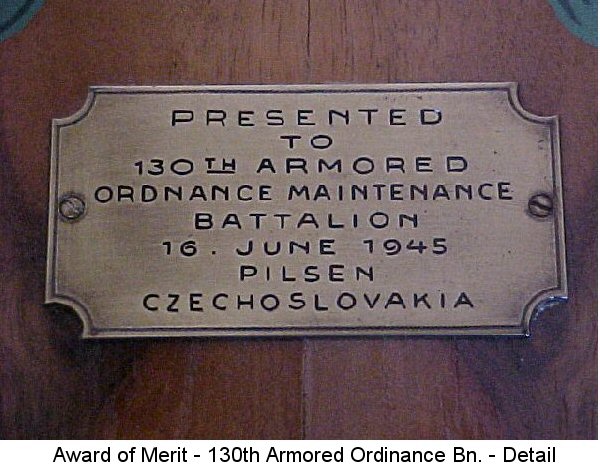 PRESENTED
TO
130TH ARMORED
ORDNANCE MAINTENANCE
BATTALION
16. JUNE 1945
PILSEN
CZECHOSLOVAKIA
Award of Merit - 130th Armored Ordinance Bn. - Detail